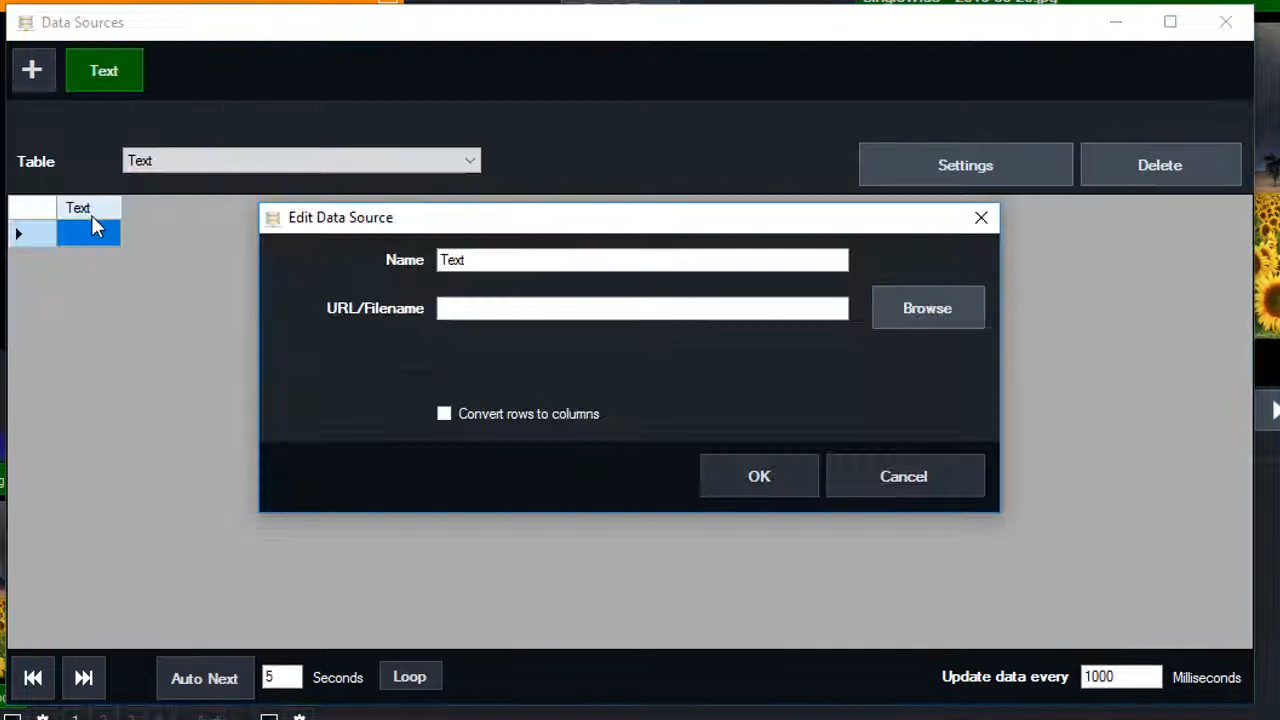 Data Sources
+ Text
Table Text Settings Delete
Text
Edit Data Source
Name Text
URL/Filename Browse
Convert rows to columns
OK Cancel
Auto Next 5 Seconds Loop Update data every 1000 Milliseconds